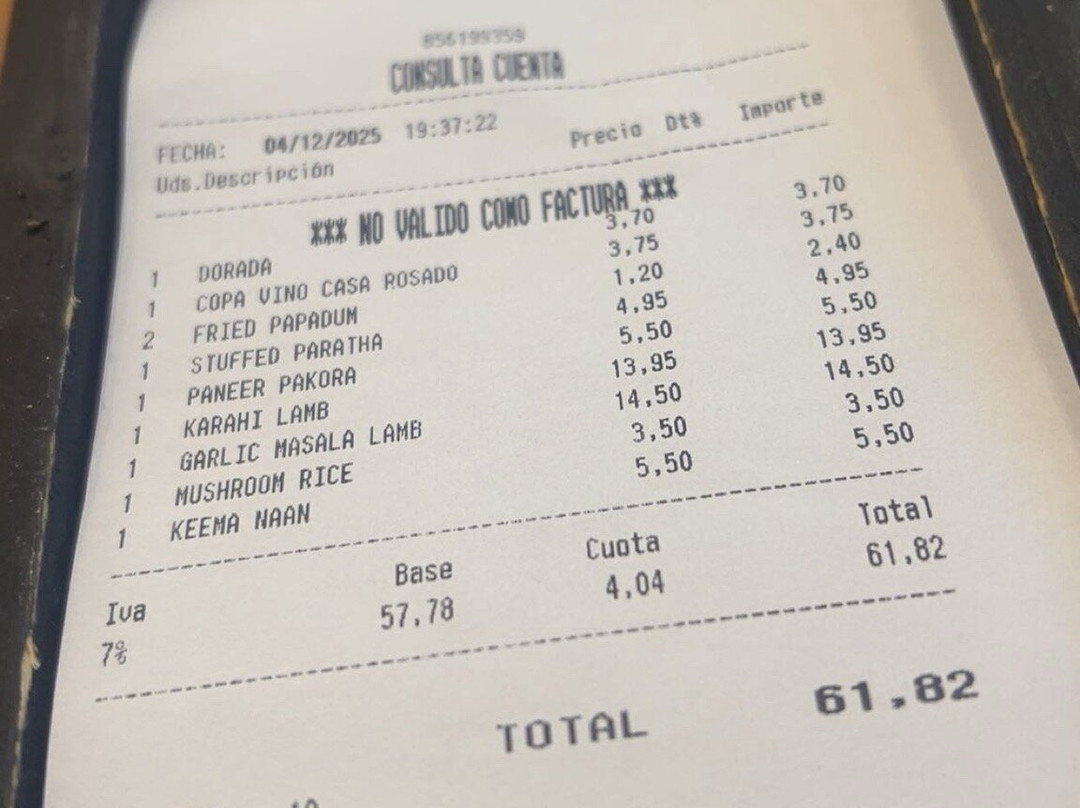 856199359
CONSULTA CUENTA
FECHA: 04/12/2025 19:37:22
Uds.Descripción Precio Dt% Importe
*** NO VALIDO COMO FACTURA ***
1 DORADA 3,70 3,70
1 COPA VINO CASA ROSADO 3,75 3,75
2 FRIED PAPADUM 1,20 2,40
1 STUFFED PARATHA 4,95 4,95
1 PANEER PAKORA 5,50 5,50
1 KARAHI LAMB 13,95 13,95
1 GARLIC MASALA LAMB 14,50 14,50
1 MUSHROOM RICE 3,50 3,50
1 KEEMA NAAN 5,50 5,50
Iva Base Cuota Total
7% 57,78 4,04 61,82
TOTAL 61,82